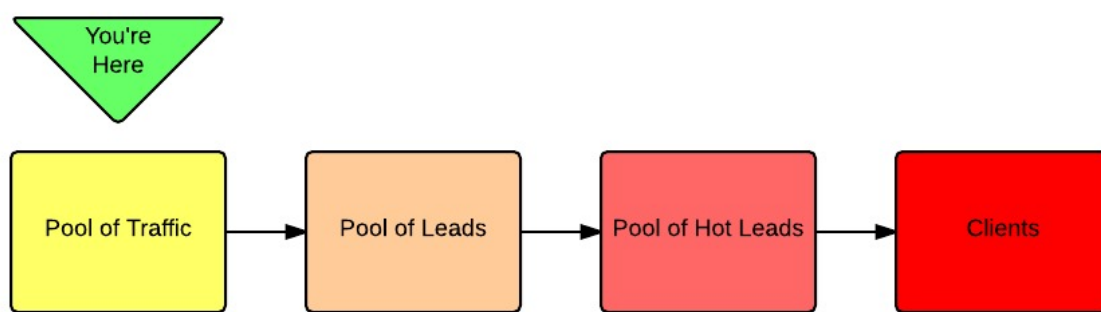 You're
Here
Pool of Traffic
Pool of Leads
Pool of Hot Leads
Clients